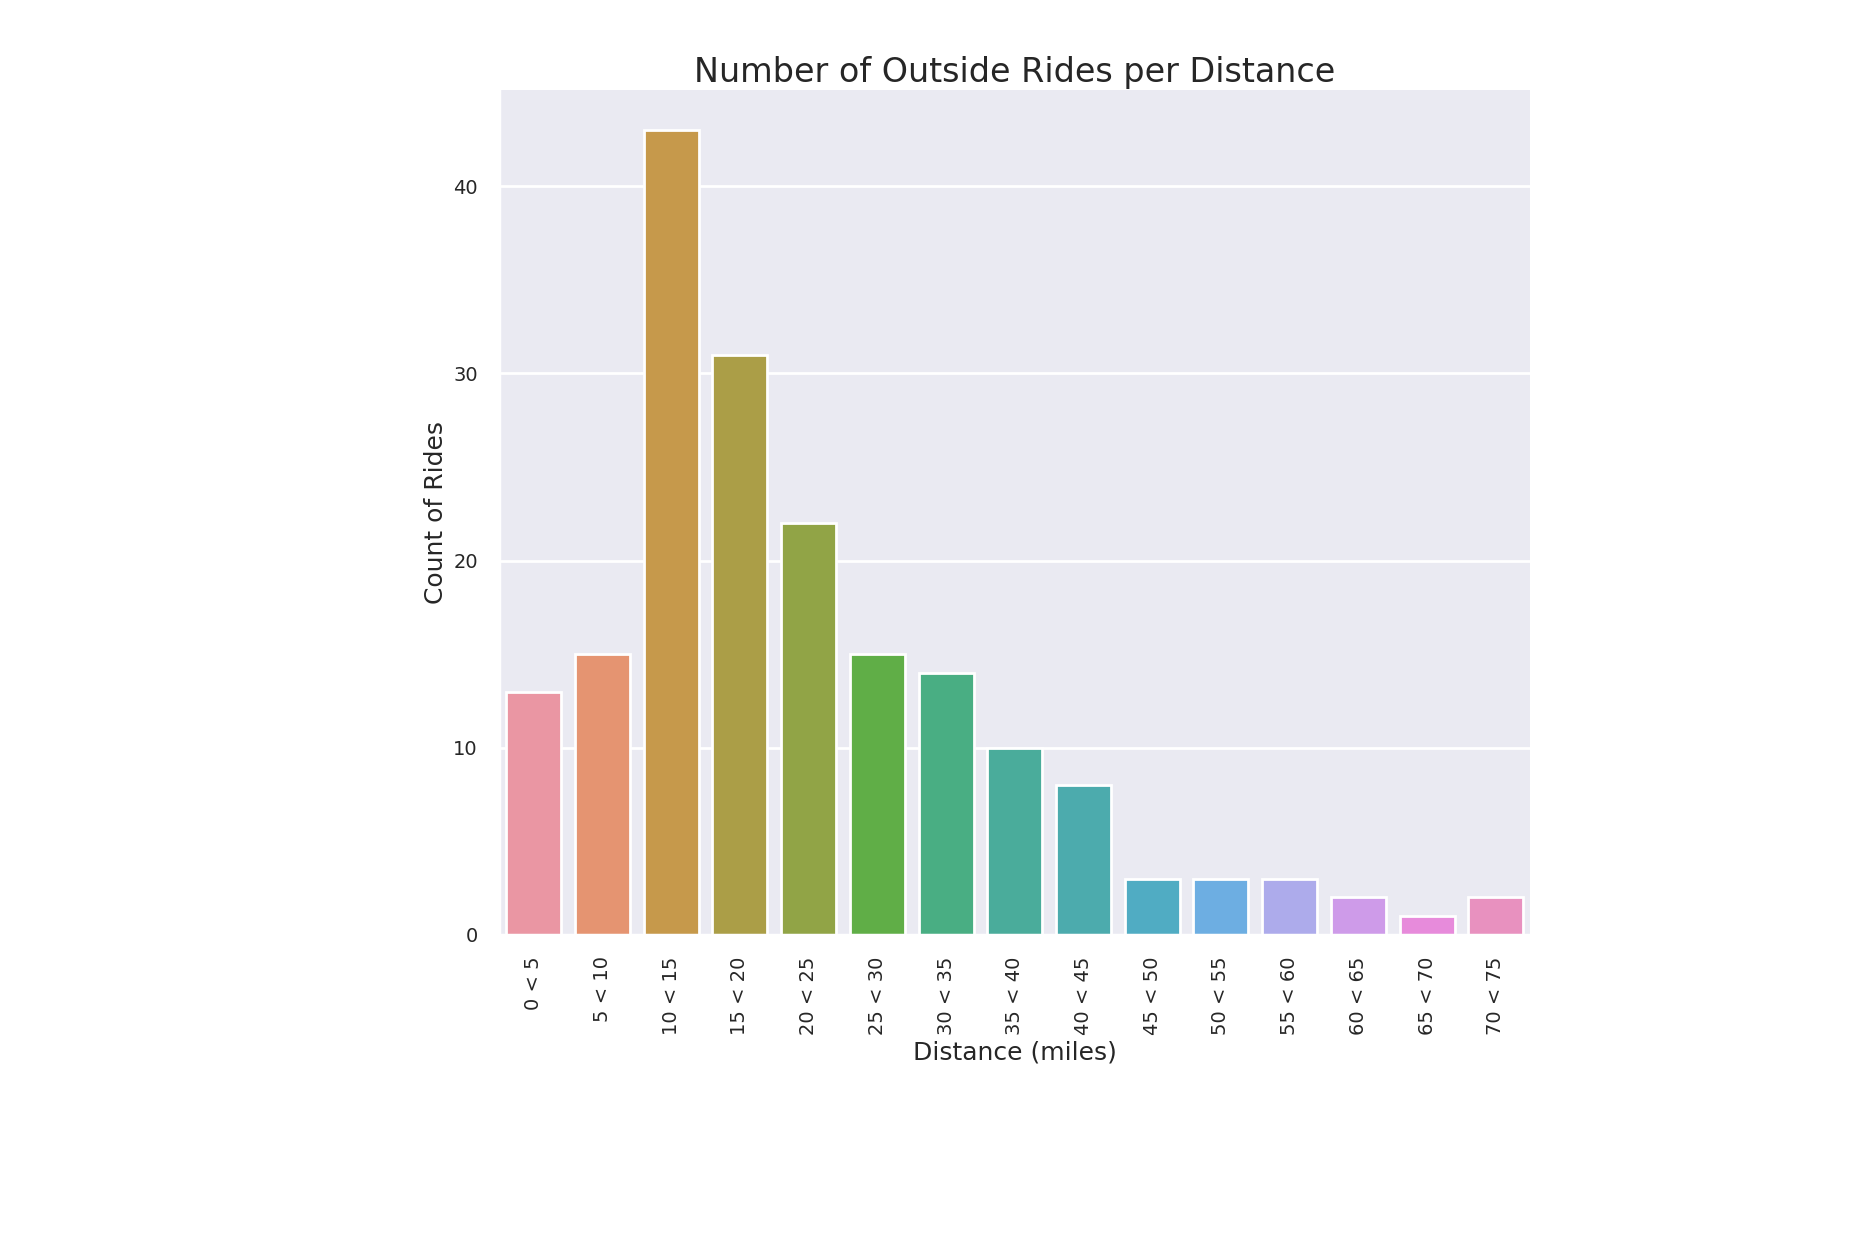 Number of Outside Rides per Distance
Count of Rides
40
30
20
10
0
0 < 5
5 < 10
10 < 15
15 < 20
20 < 25
25 < 30
30 < 35
35 < 40
40 < 45
45 < 50
50 < 55
55 < 60
60 < 65
65 < 70
70 < 75
Distance (miles)